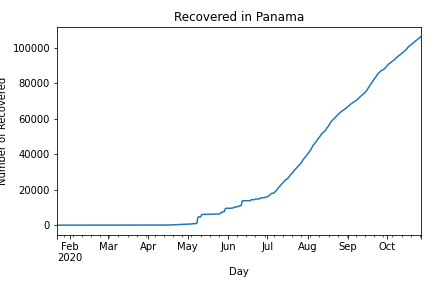 Recovered in Panama
Number of Recovered
100000
80000
60000
40000
20000
0
Feb Mar Apr May Jun Jul Aug Sep Oct
2020
Day